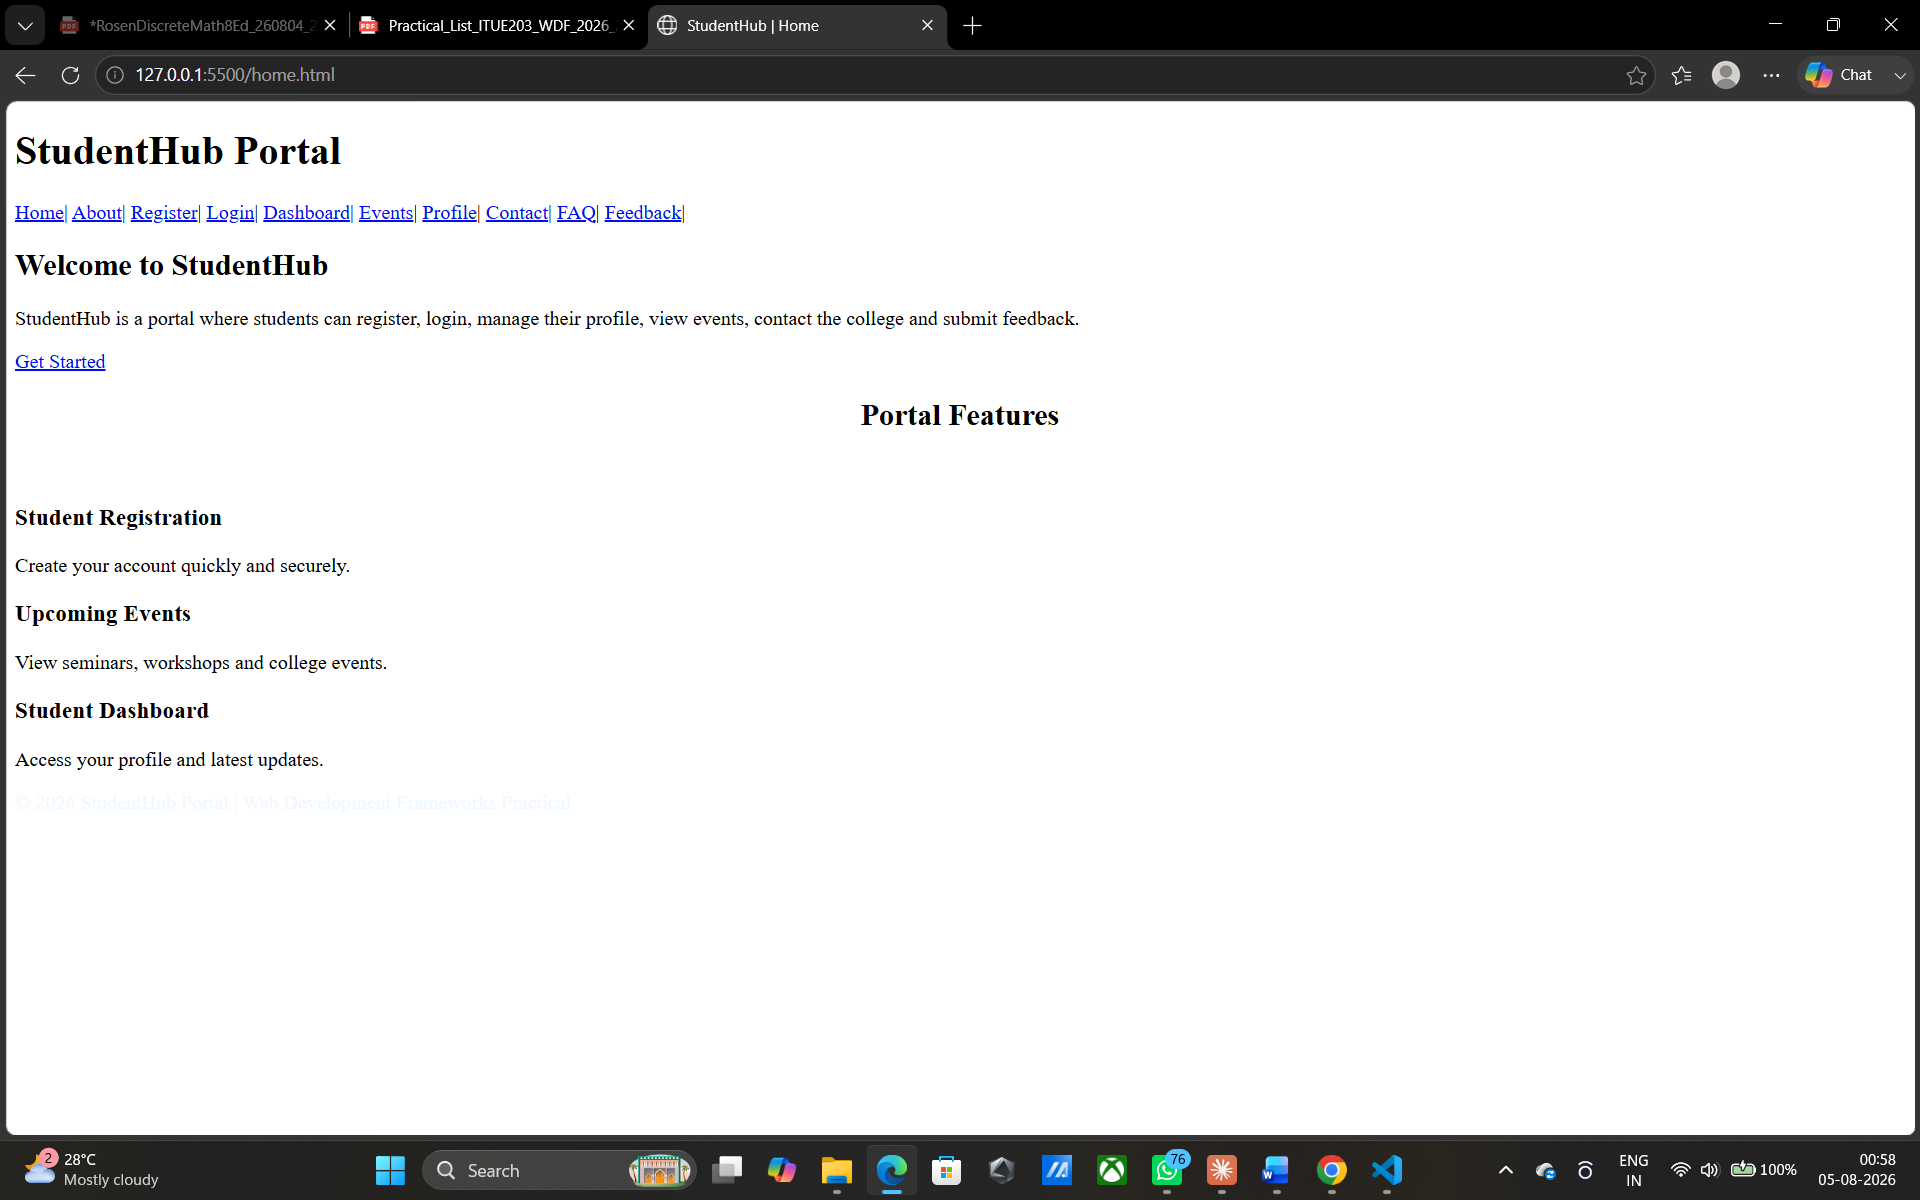 *RosenDiscreteMath8Ed_260804_2
Practical_List_ITUE203_WDF_2026_
StudentHub | Home
127.0.0.1:5500/home.html
Chat
StudentHub Portal
Home| About| Register| Login| Dashboard| Events| Profile| Contact| FAQ| Feedback|
Welcome to StudentHub
StudentHub is a portal where students can register, login, manage their profile, view events, contact the college and submit feedback.
Get Started
Portal Features
Student Registration
Create your account quickly and securely.
Upcoming Events
View seminars, workshops and college events.
Student Dashboard
Access your profile and latest updates.
© 2026 StudentHub Portal | Web Development Frameworks Practical
2
28°C
Mostly cloudy
Search
76
ENG
IN
100%
00:58
05-08-2026